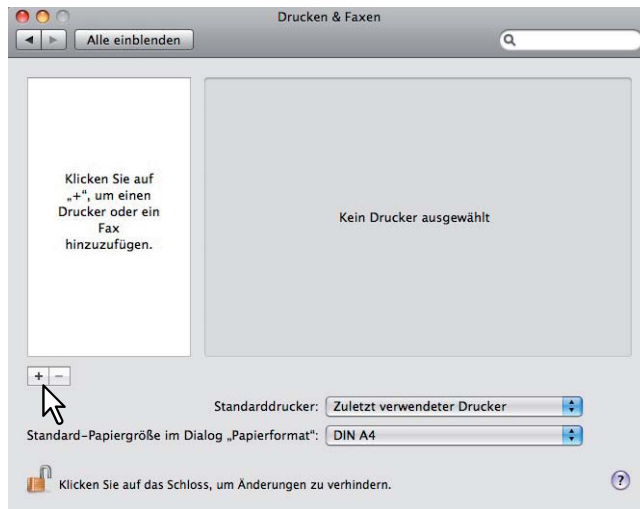 Drucken & Faxen
Alle einblenden
Klicken Sie auf
„+“, um einen
Drucker oder ein
Fax
hinzuzufügen.
Kein Drucker ausgewählt
+ −
Standarddrucker: Zuletzt verwendeter Drucker
Standard-Papiergröße im Dialog „Papierformat“: DIN A4
Klicken Sie auf das Schloss, um Änderungen zu verhindern.
?